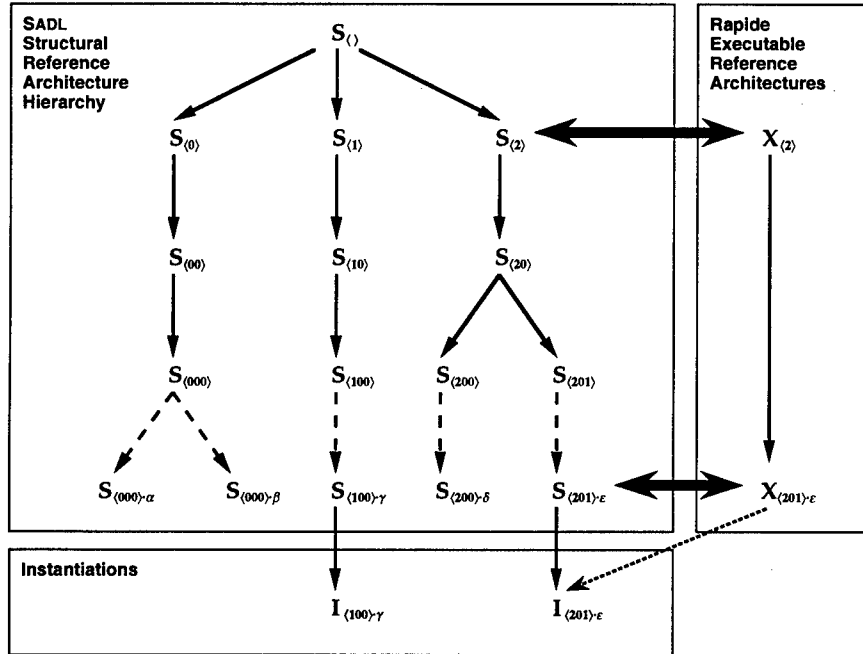 SADL
Structural
Reference
Architecture
Hierarchy
S⟨ ⟩
Rapide
Executable
Reference
Architectures
S⟨0⟩ S⟨1⟩ S⟨2⟩ X⟨2⟩
S⟨00⟩ S⟨10⟩ S⟨20⟩
S⟨000⟩ S⟨100⟩ S⟨200⟩ S⟨201⟩
S⟨000⟩·α S⟨000⟩·β S⟨100⟩·γ S⟨200⟩·δ S⟨201⟩·ε X⟨201⟩·ε
Instantiations
I⟨100⟩·γ I⟨201⟩·ε